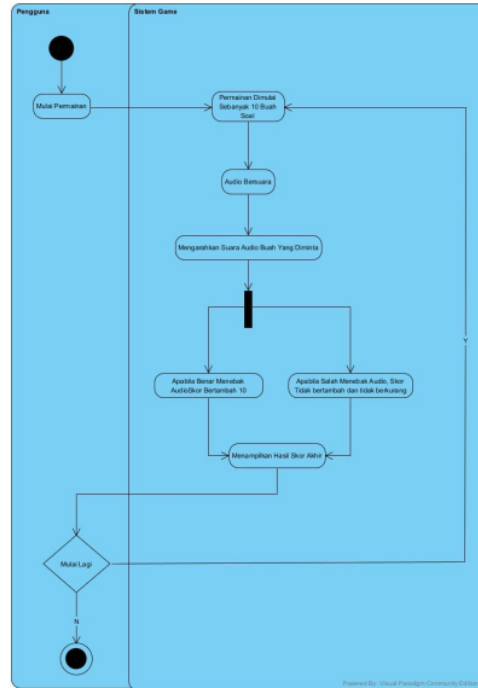 Pengguna
Sistem Game
Mulai Permainan
Permainan Dimulai
Sebanyak 10 Buah
Soal
Audio Bersuara
Mengarahkan Suara Audio Buah Yang Diminta
Apabila Benar Menebak
AudioSkor Bertambah 10
Apabila Salah Menebak Audio, Skor
Tidak bertambah dan tidak berkurang
Menampilkan Hasil Skor Akhir
Y
Mulai Lagi
N
Powered By: Visual Paradigm Community Edition